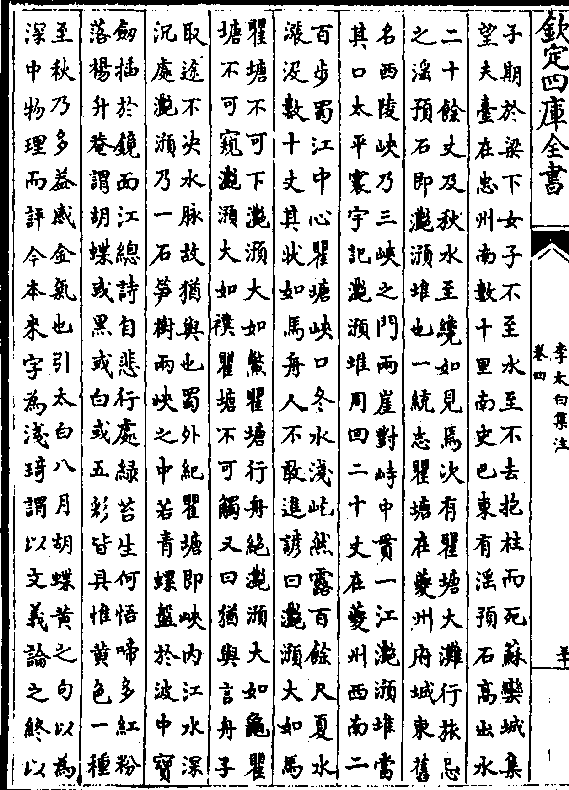 欽定四庫全書
李太白集注
卷四
子期於梁下女子不至水至不去抱柱而死蘇欒城集
望夫臺在忠州南數十里南史巴東有淫預石高出水
二十餘丈及秋水至纔如見焉次有瞿塘大灘行旅忌
之淫預石即灔澦堆也一統志瞿塘在夔州府城東舊
名西陵峽乃三峽之門兩崖對峙中貫一江灔澦堆當
其口太平寰宇記灔澦堆周回二十丈在夔州西南二
百步蜀江中心瞿塘峽口冬水淺屹然露百餘尺夏水
漲没數十丈其狀如馬舟人不敢進諺曰灔澦大如馬
瞿塘不可下灔澦大如鱉瞿塘行舟絶灔澦大如龜瞿
塘不可窺灔澦大如襆瞿塘不可觸又曰猶與言舟子
取途不决水脉故猶與也蜀外紀瞿塘即峽内江水深
沉處灔澦乃一石笋樹兩峽之中若青螺盤於波中寳
劒插於鏡面江總詩自悲行處緑苔生何悟啼多紅粉
落楊升菴謂胡蝶或黑或白或五彩皆具惟黄色一種
至秋乃多葢感金氣也引太白八月胡蝶黄之句以為
深中物理而評今本來字為淺琦謂以文義論之終以